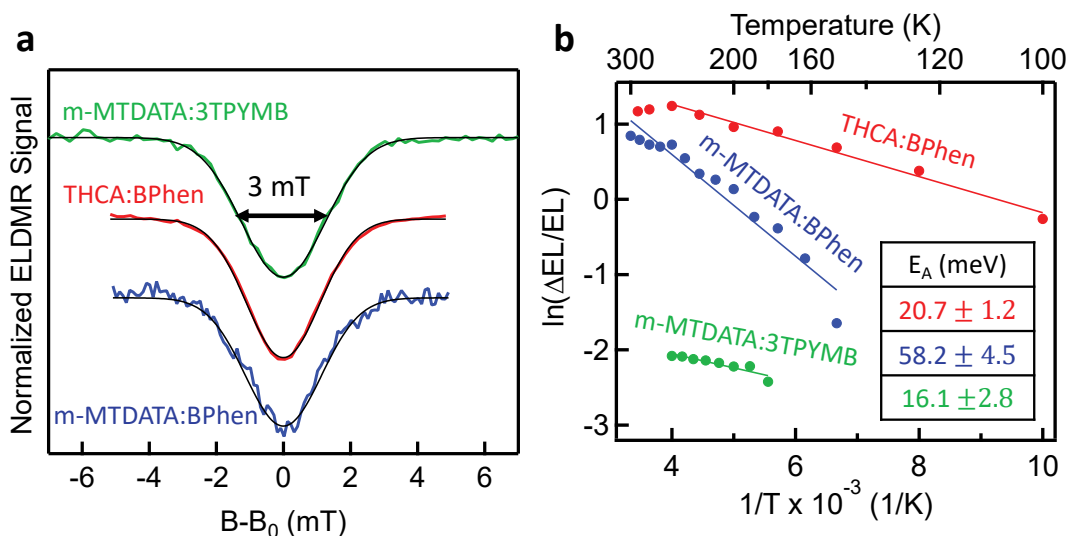 a
Normalized ELDMR Signal
m-MTDATA:3TPYMB
3 mT
THCA:BPhen
m-MTDATA:BPhen
-6 -4 -2 0 2 4 6
B-B₀ (mT)
b
Temperature (K)
300 200 160 120 100
ln(ΔEL/EL)
1
0
-1
-2
-3
THCA:BPhen
m-MTDATA:BPhen
m-MTDATA:3TPYMB
E_A (meV)
20.7 ± 1.2
58.2 ± 4.5
16.1 ±2.8
4 6 8 10
1/T x 10⁻³ (1/K)